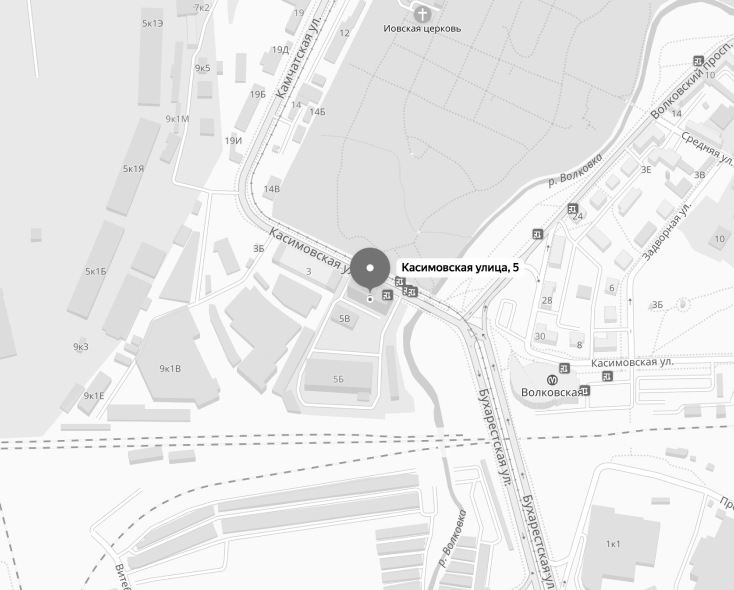 5к1Э
7к2
19
Иовская церковь
12
Камчатская ул.
19Д
9к5
19Б
14
14Б
9к1М
19И
5к1Я
14В
Волковский просп.
10
14
Средняя ул.
р. Волковка
3Е
3В
24
Задворная ул.
10
Касимовская ул.
3Б
3
Касимовская улица, 5
5к1Б
28
6
3Б
5В
30
8
9к3
9к1В
5Б
Касимовская ул.
Волковская
9к1Е
Бухарестская ул.
Бухарестская ул.
р. Волковка
1к1